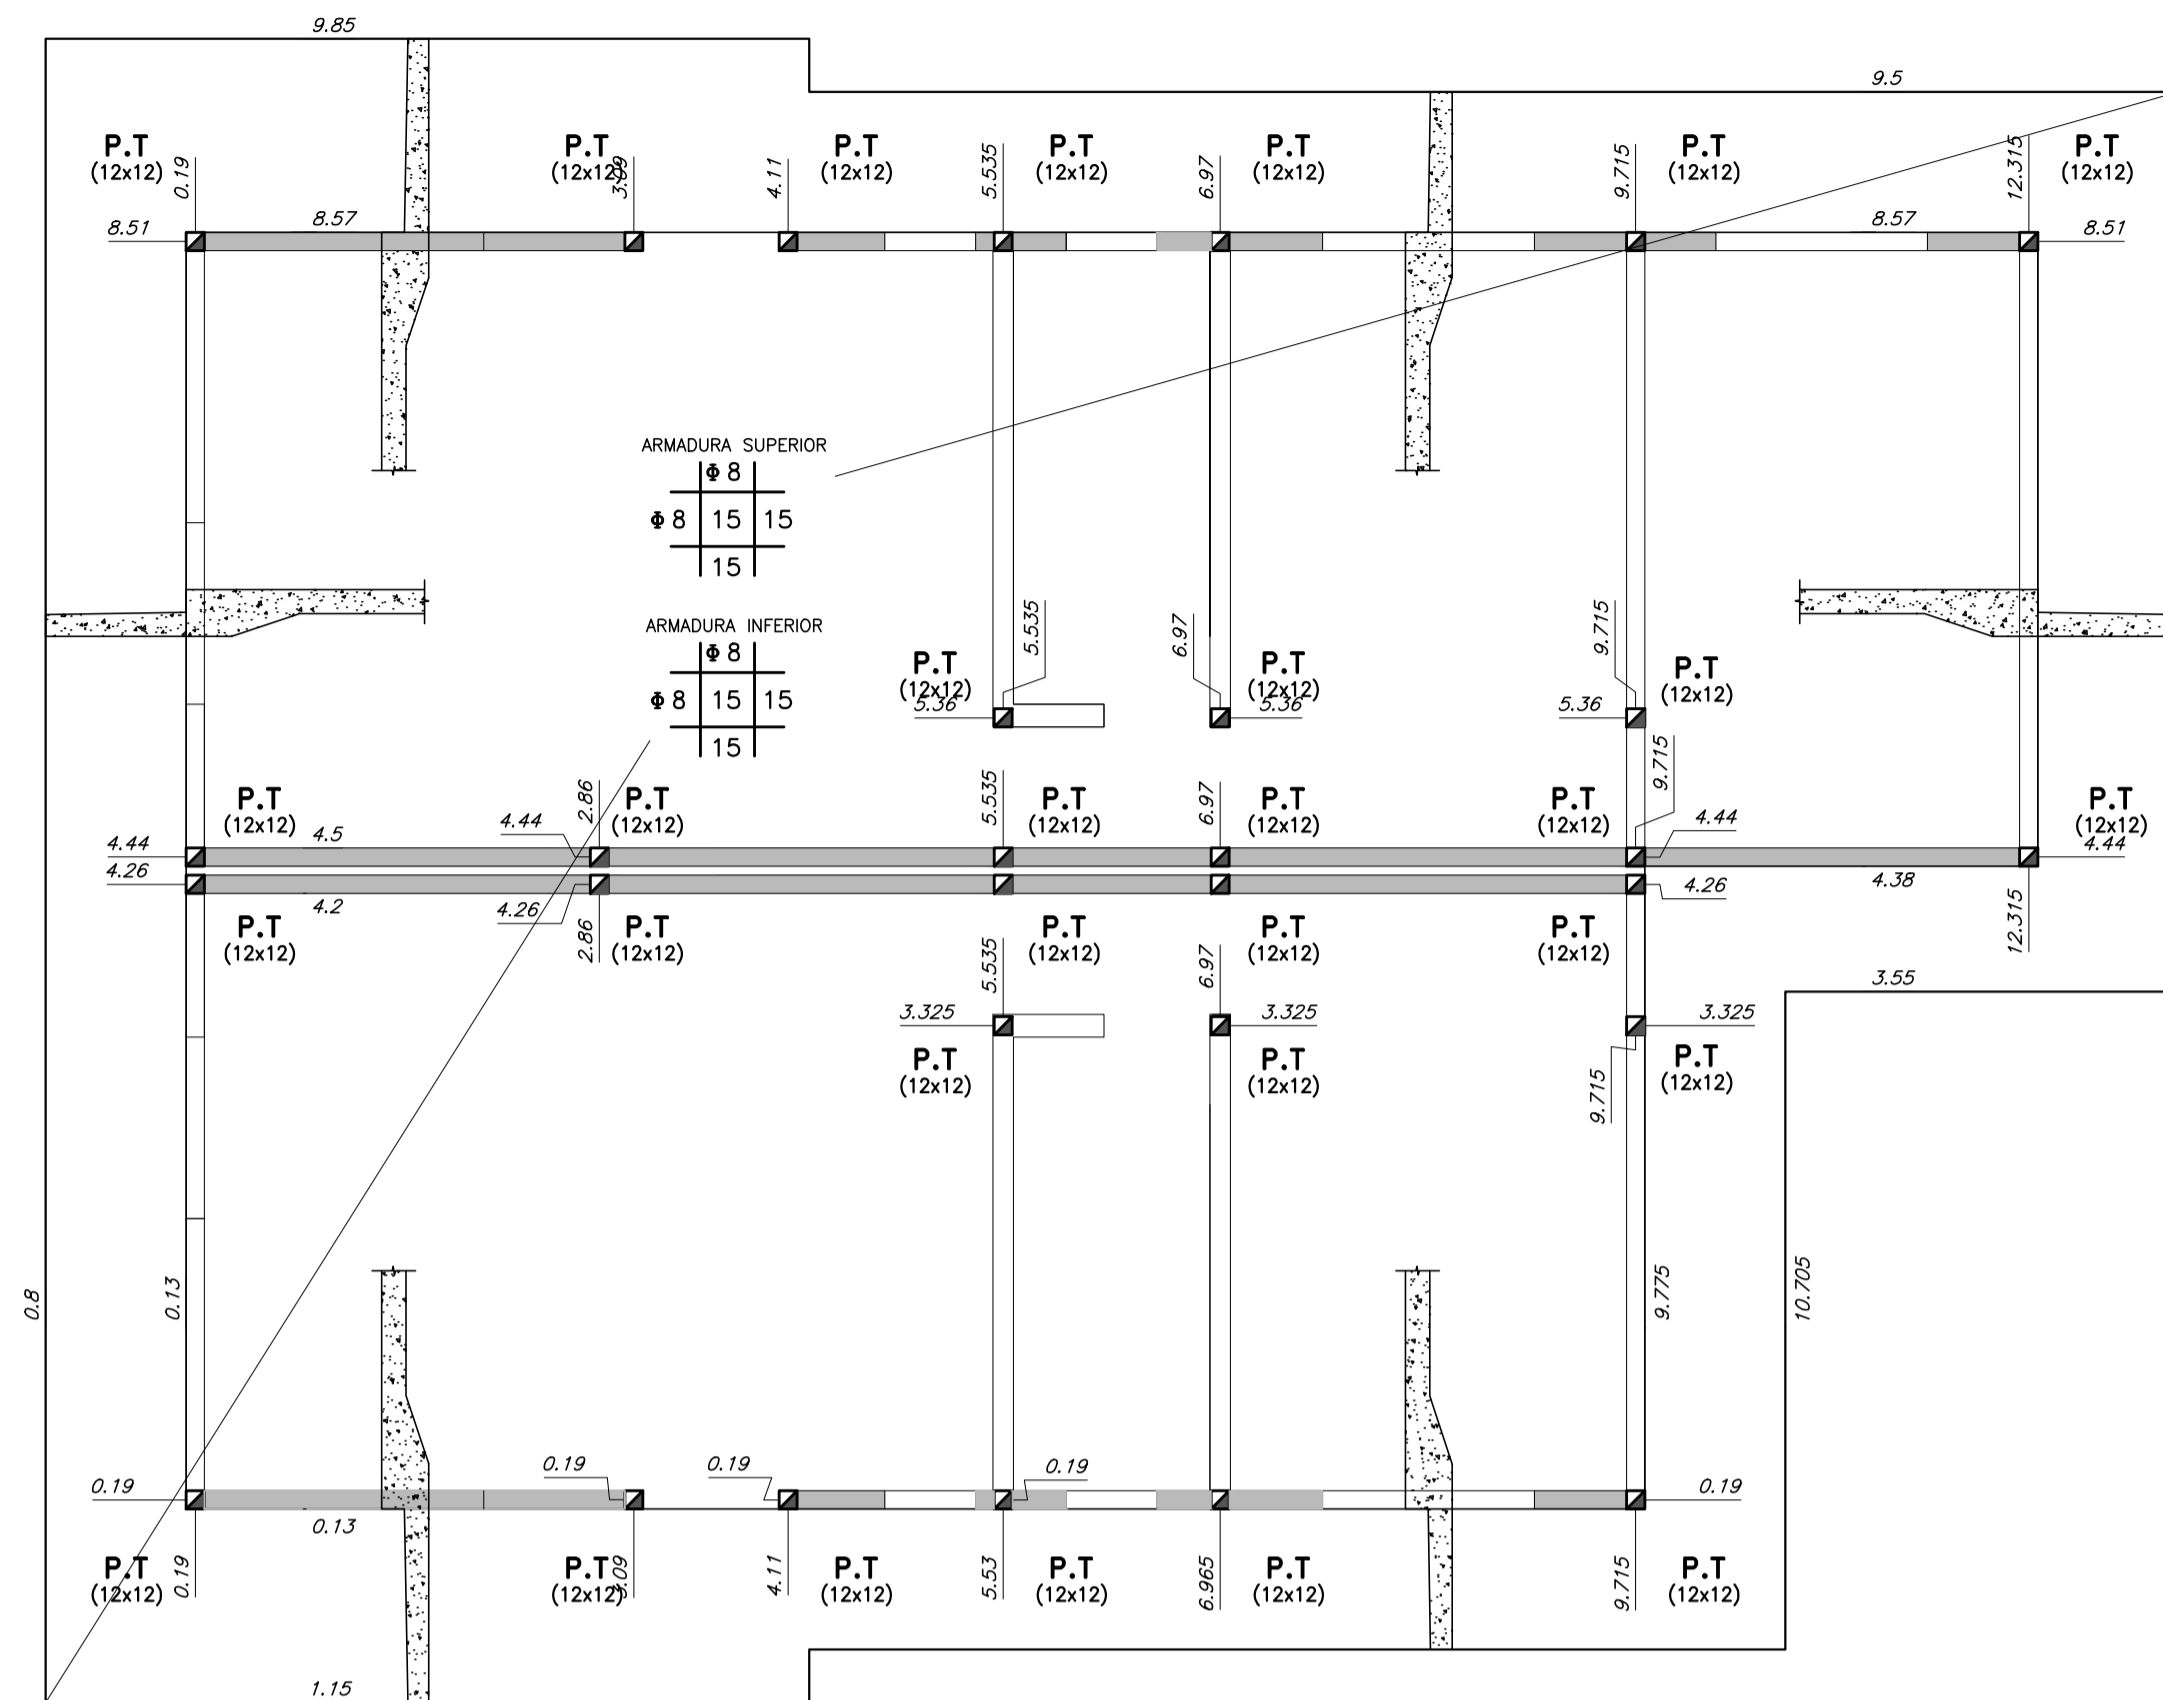 9.85
9.5
P.T
(12x12)
0.19
P.T
(12x12)
3.09
4.11
P.T
(12x12)
5.535
P.T
(12x12)
6.97
P.T
(12x12)
9.715
P.T
(12x12)
12.315
P.T
(12x12)
8.51
8.57
8.57
8.51
ARMADURA SUPERIOR
Φ 8
Φ 8 15 15
15
ARMADURA INFERIOR
Φ 8
Φ 8 15 15
15
P.T
(12x12)
5.36
5.535
6.97
P.T
(12x12)
5.36
9.715
5.36
P.T
(12x12)
9.715
P.T
(12x12)
4.5
4.44
2.86
P.T
(12x12)
5.535
P.T
(12x12)
6.97
P.T
(12x12)
P.T
(12x12)
4.44
P.T
(12x12)
4.44
4.44
4.26
4.2
4.26
2.86
4.26
4.38
12.315
P.T
(12x12)
P.T
(12x12)
5.535
P.T
(12x12)
6.97
P.T
(12x12)
P.T
(12x12)
3.55
3.325
3.325
3.325
P.T
(12x12)
P.T
(12x12)
9.715
P.T
(12x12)
0.8
0.13
9.775
10.705
0.19
0.13
0.19
0.19
0.19
0.19
P.T
(12x12)
0.19
P.T
(12x12)
3.09
4.11
P.T
(12x12)
5.53
P.T
(12x12)
6.965
P.T
(12x12)
9.715
P.T
(12x12)
1.15